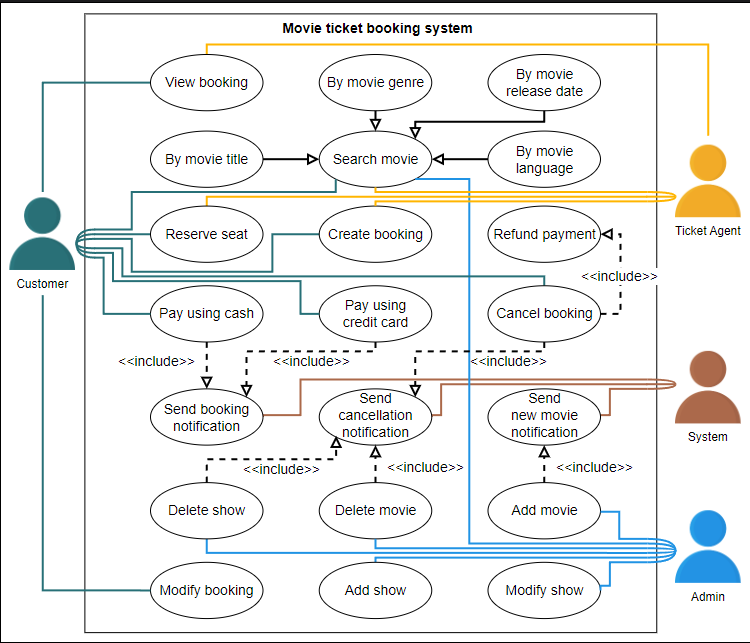 Movie ticket booking system
View booking
By movie genre
By movie
release date
By movie title
Search movie
By movie
language
Ticket Agent
Reserve seat
Create booking
Refund payment
<<include>>
Customer
Pay using cash
Pay using
credit card
Cancel booking
<<include>>
<<include>>
<<include>>
Send booking
notification
Send
cancellation
notification
Send
new movie
notification
System
<<include>>
<<include>>
<<include>>
Delete show
Delete movie
Add movie
Modify booking
Add show
Modify show
Admin